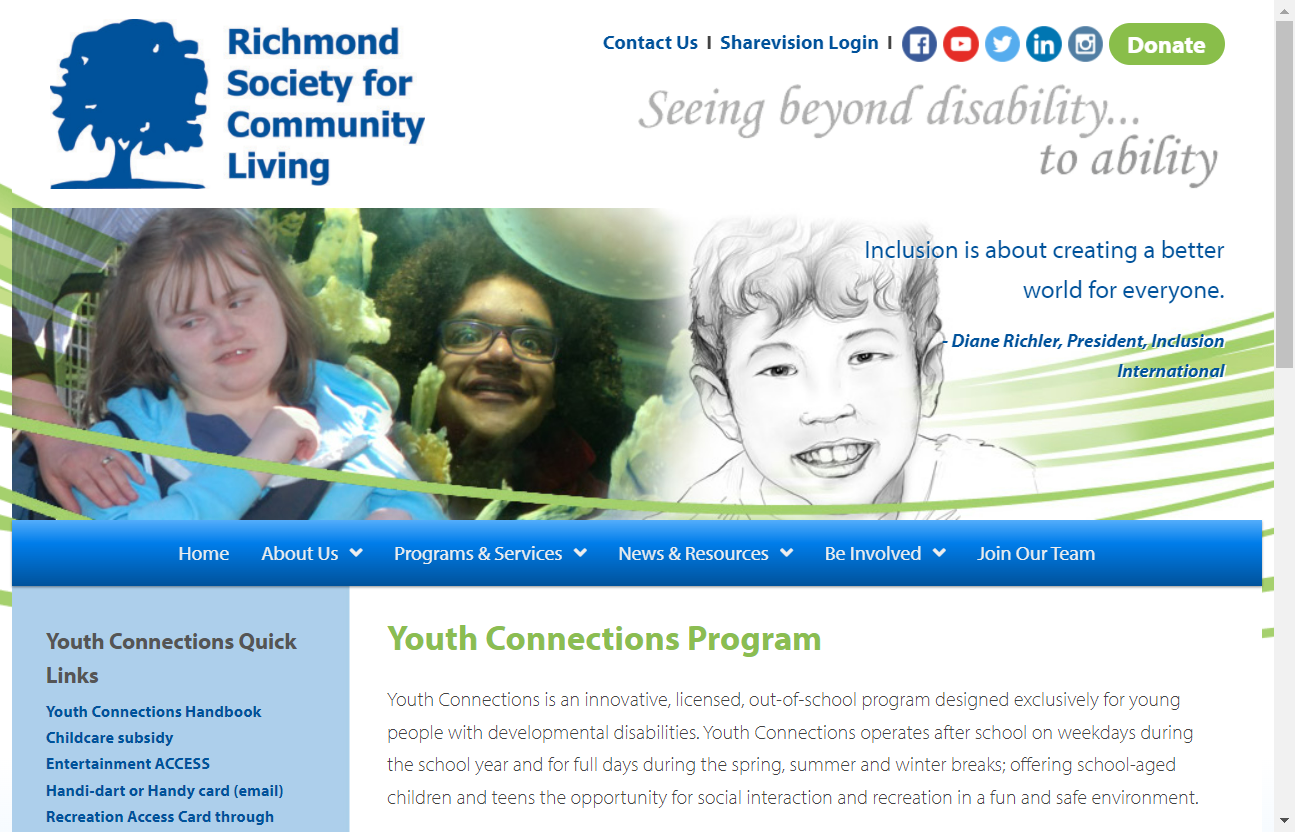 Richmond
Society for
Community
Living
Contact Us I Sharevision Login I
Donate
Seeing beyond disability...
to ability
Inclusion is about creating a better
world for everyone.
- Diane Richler, President, Inclusion
International
Home About Us Programs & Services News & Resources Be Involved Join Our Team
Youth Connections Quick
Links
Youth Connections Handbook
Childcare subsidy
Entertainment ACCESS
Handi-dart or Handy card (email)
Recreation Access Card through
Youth Connections Program
Youth Connections is an innovative, licensed, out-of-school program designed exclusively for young
people with developmental disabilities. Youth Connections operates after school on weekdays during
the school year and for full days during the spring, summer and winter breaks; offering school-aged
children and teens the opportunity for social interaction and recreation in a fun and safe environment.